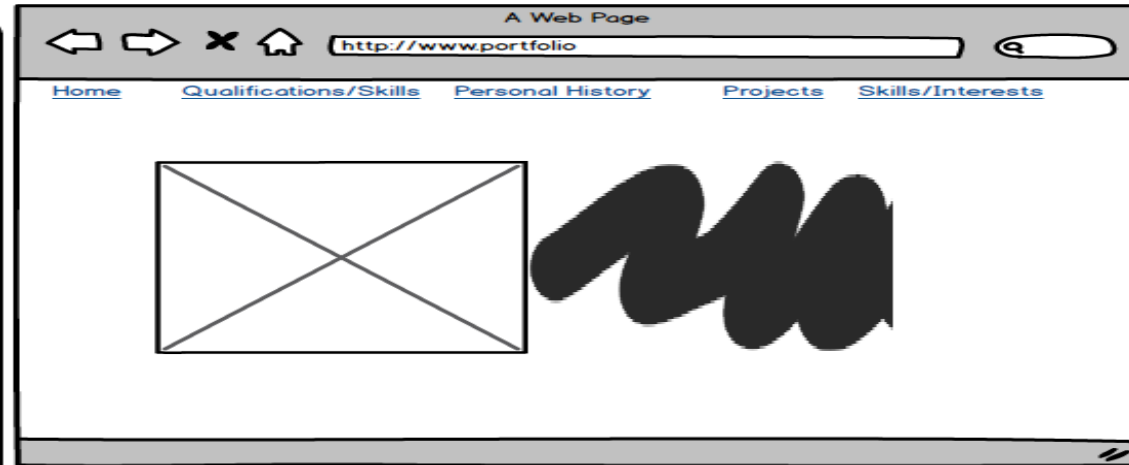 A Web Page
http://www.portfolio
Home Qualifications/Skills Personal History Projects Skills/Interests